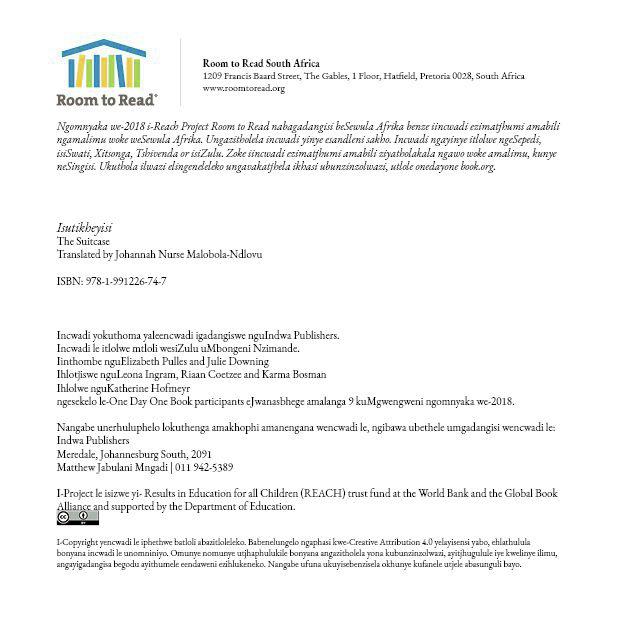 Room to Read®
Room to Read South Africa
1209 Francis Baard Street, The Gables, 1 Floor, Hatfield, Pretoria 0028, South Africa
www.roomtoread.org
Ngomnyaka we-2018 i-Reach Project Room to Read nabagadangisi beSewula Afrika benze iincwadi ezimatjhumi amabili
ngamalimu woke weSewula Afrika. Ungazitholela incwadi yinye esandleni sakho. Incwadi ngayinye itlolwe ngeSepedi,
isiSwati, Xitsonga, Tshivenda or isiZulu. Zoke iincwadi ezimatjhumi amabili ziyatholakala ngawo woke amalimu, kunye
neSingisi. Ukuthola ilwazi elingeneleleko ungavakatjhela ikhasi ubunzinzolwazi, utlole onedayone book.org.
Isutikheyisi
The Suitcase
Translated by Johannah Nurse Malobola-Ndlovu
ISBN: 978-1-991226-74-7
Incwadi yokuthoma yaleencwadi igadangiswe nguIndwa Publishers.
Incwadi le itlolwe mtloli wesiZulu uMbongeni Nzimande.
Iinthombe nguElizabeth Pulles and Julie Downing
Ihlotjiswe nguLeona Ingram, Riaan Coetzee and Karma Bosman
Ihlolwe nguKatherine Hofmeyr
ngesekelo le-One Day One Book participants eJwanasbhege amalanga 9 kuMgwengweni ngomnyaka we-2018.
Nangabe unerhuluphelo lokuthenga amakhophi amanengana wencwadi le, ngibawa ubethele umgadangisi wencwadi le:
Indwa Publishers
Meredale, Johannesburg South, 2091
Matthew Jabulani Mngadi | 011 942-5389
I-Project le isizwe yi- Results in Education for all Children (REACH) trust fund at the World Bank and the Global Book
Alliance and supported by the Department of Education.
cc BY
I-Copyright yencwadi le iphethwe batloli abazitloleleko. Babenelungelo ngaphasi kwe-Creative Attribution 4.0 yelayisensi yabo, ehlathulula
bonyana incwadi le unomniniyo. Omunye nomunye utjhaphulukile bonyana angazitholela yona kubunzinzolwazi, ayitjhugulule iye kwelinye ilimu,
angayigadangisa begodu ayithumele eendaweni ezihlukeneko. Nangabe ufuna ukuyisebenzisela okhunye kufanele utjele abasunguli bayo.